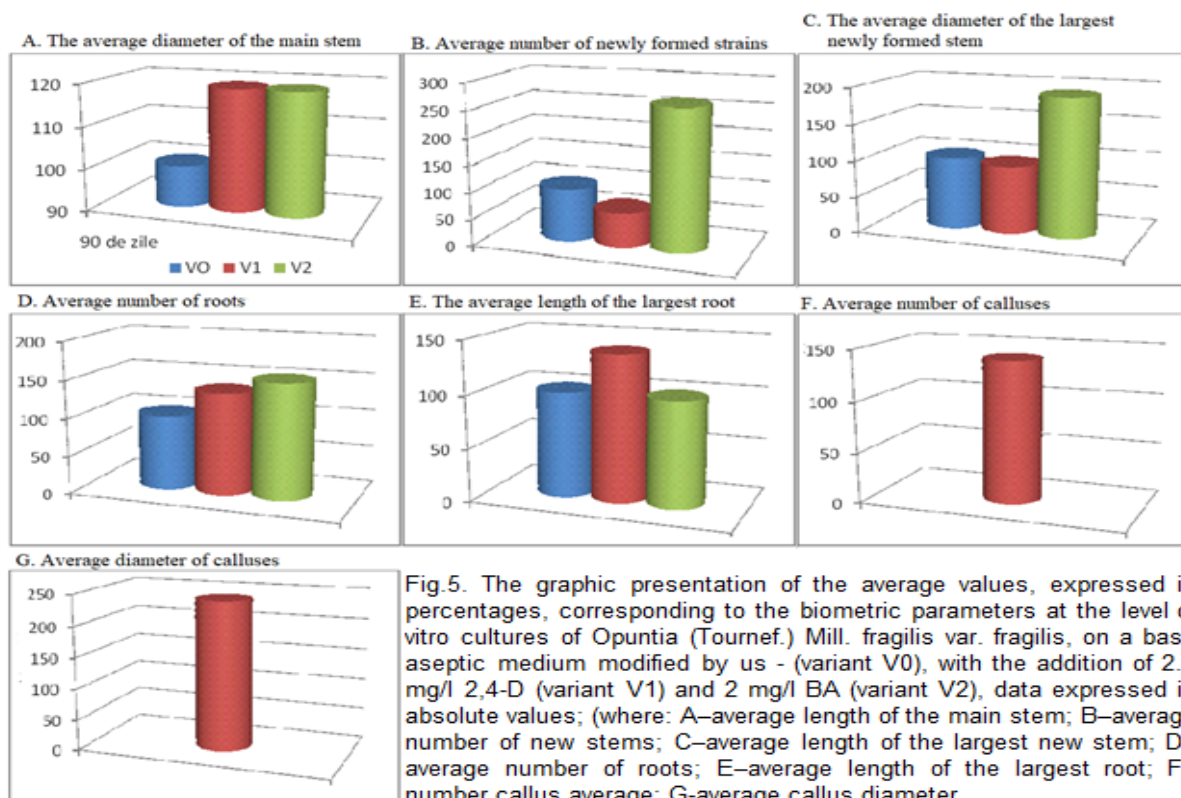 A. The average diameter of the main stem
120
110
100
90
90 de zile
VO V1 V2
B. Average number of newly formed strains
300
250
200
150
100
50
0
C. The average diameter of the largest
newly formed stem
200
150
100
50
0
D. Average number of roots
200
150
100
50
0
E. The average length of the largest root
150
100
50
0
F. Average number of calluses
150
100
50
0
G. Average diameter of calluses
250
200
150
100
50
0
Fig.5. The graphic presentation of the average values, expressed i
percentages, corresponding to the biometric parameters at the level
vitro cultures of Opuntia (Tournef.) Mill. fragilis var. fragilis, on a bas
aseptic medium modified by us - (variant V0), with the addition of 2.
mg/l 2,4-D (variant V1) and 2 mg/l BA (variant V2), data expressed i
absolute values; (where: A–average length of the main stem; B–averag
number of new stems; C–average length of the largest new stem; D
average number of roots; E–average length of the largest root; F
number callus average; G-average callus diameter